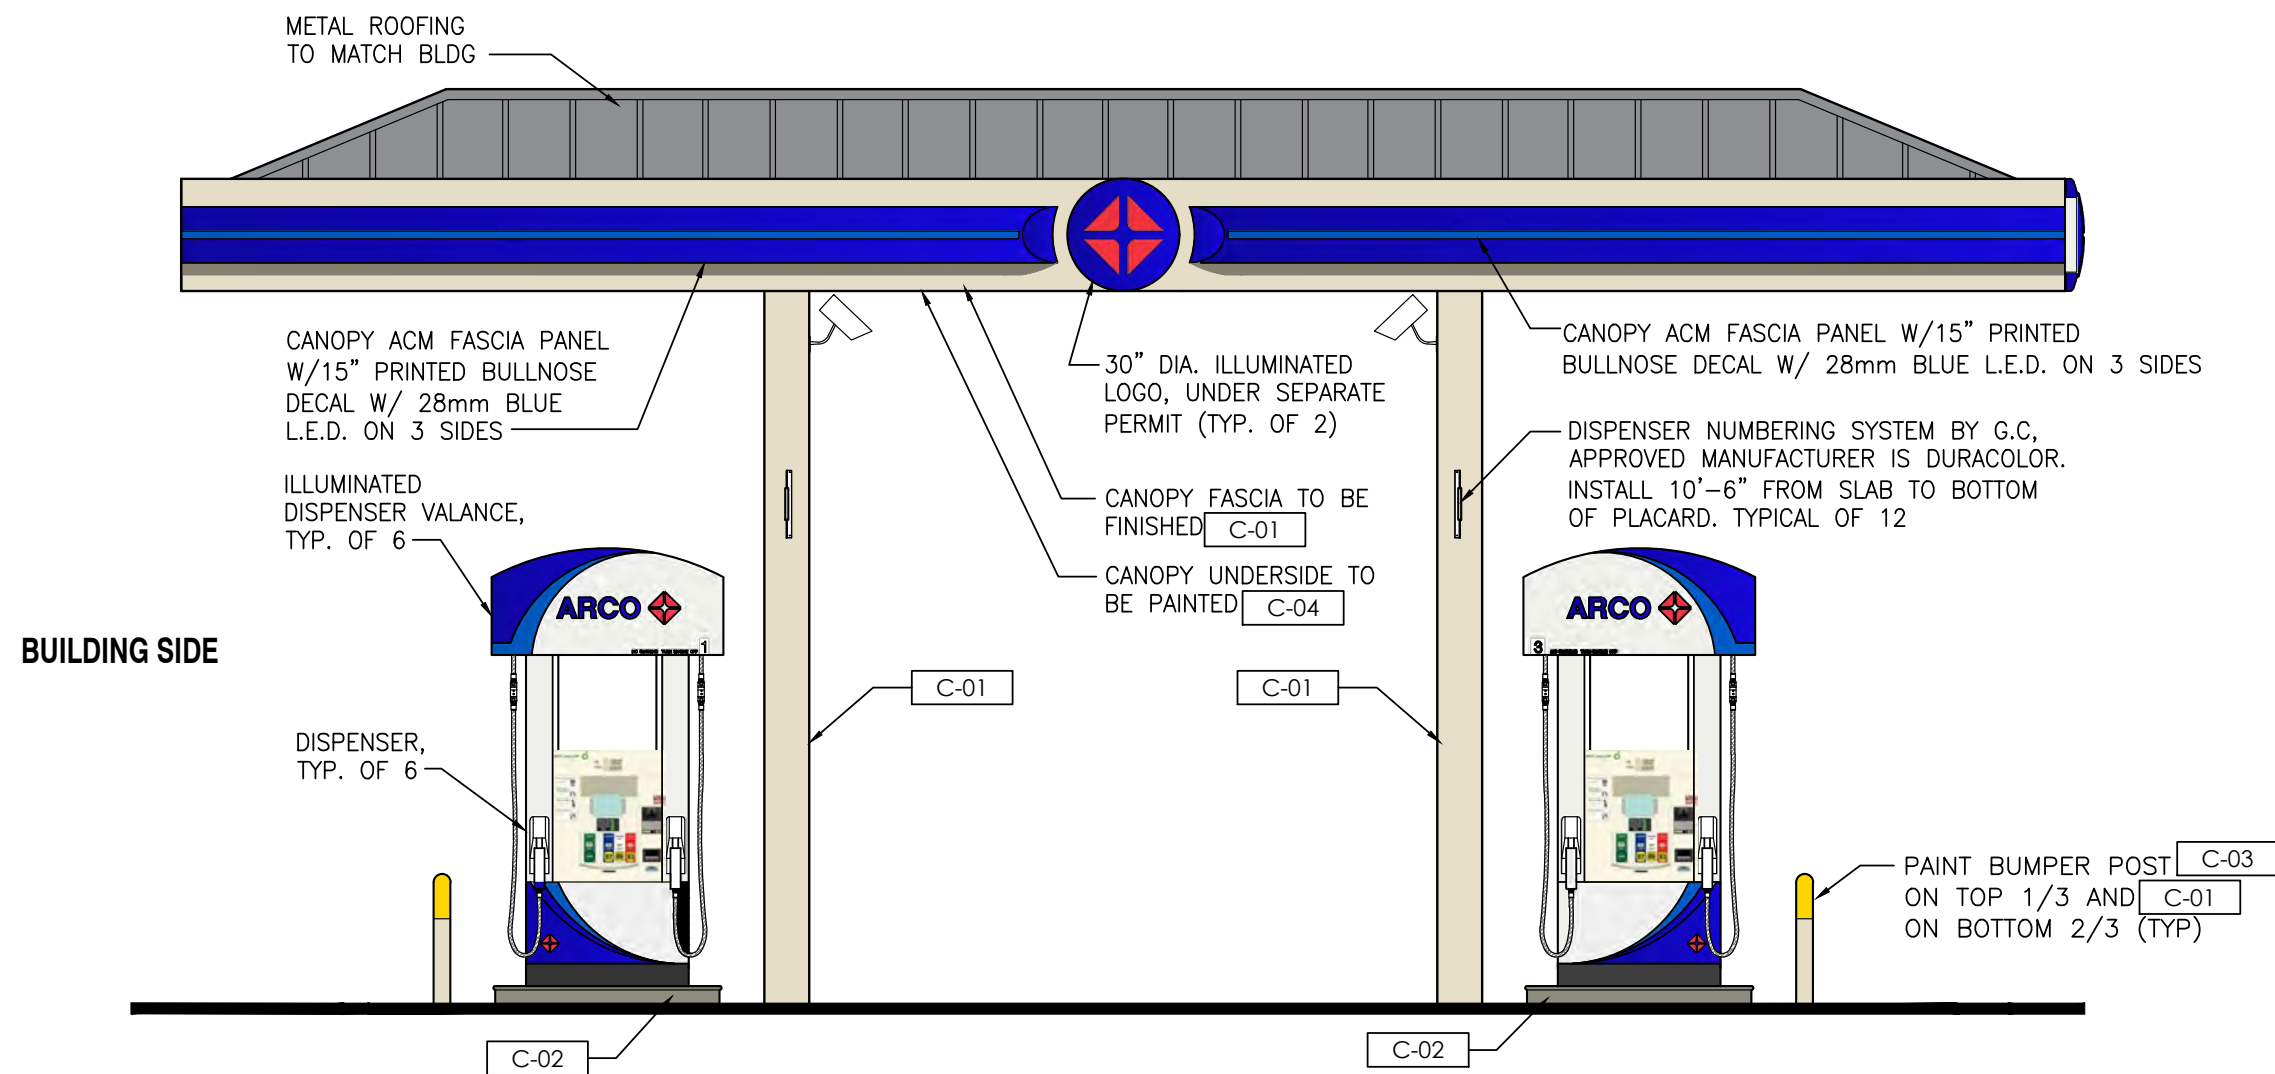 METAL ROOFING
TO MATCH BLDG
CANOPY ACM FASCIA PANEL
W/15" PRINTED BULLNOSE
DECAL W/ 28mm BLUE
L.E.D. ON 3 SIDES
30" DIA. ILLUMINATED
LOGO, UNDER SEPARATE
PERMIT (TYP. OF 2)
CANOPY ACM FASCIA PANEL W/15" PRINTED
BULLNOSE DECAL W/ 28mm BLUE L.E.D. ON 3 SIDES
DISPENSER NUMBERING SYSTEM BY G.C,
APPROVED MANUFACTURER IS DURACOLOR.
INSTALL 10'-6" FROM SLAB TO BOTTOM
OF PLACARD. TYPICAL OF 12
ILLUMINATED
DISPENSER VALANCE,
TYP. OF 6
CANOPY FASCIA TO BE
FINISHED C-01
CANOPY UNDERSIDE TO
BE PAINTED C-04
ARCO
1
ARCO
3
BUILDING SIDE
C-01
C-01
DISPENSER,
TYP. OF 6
87
PAINT BUMPER POST C-03
ON TOP 1/3 AND C-01
ON BOTTOM 2/3 (TYP)
C-02
C-02